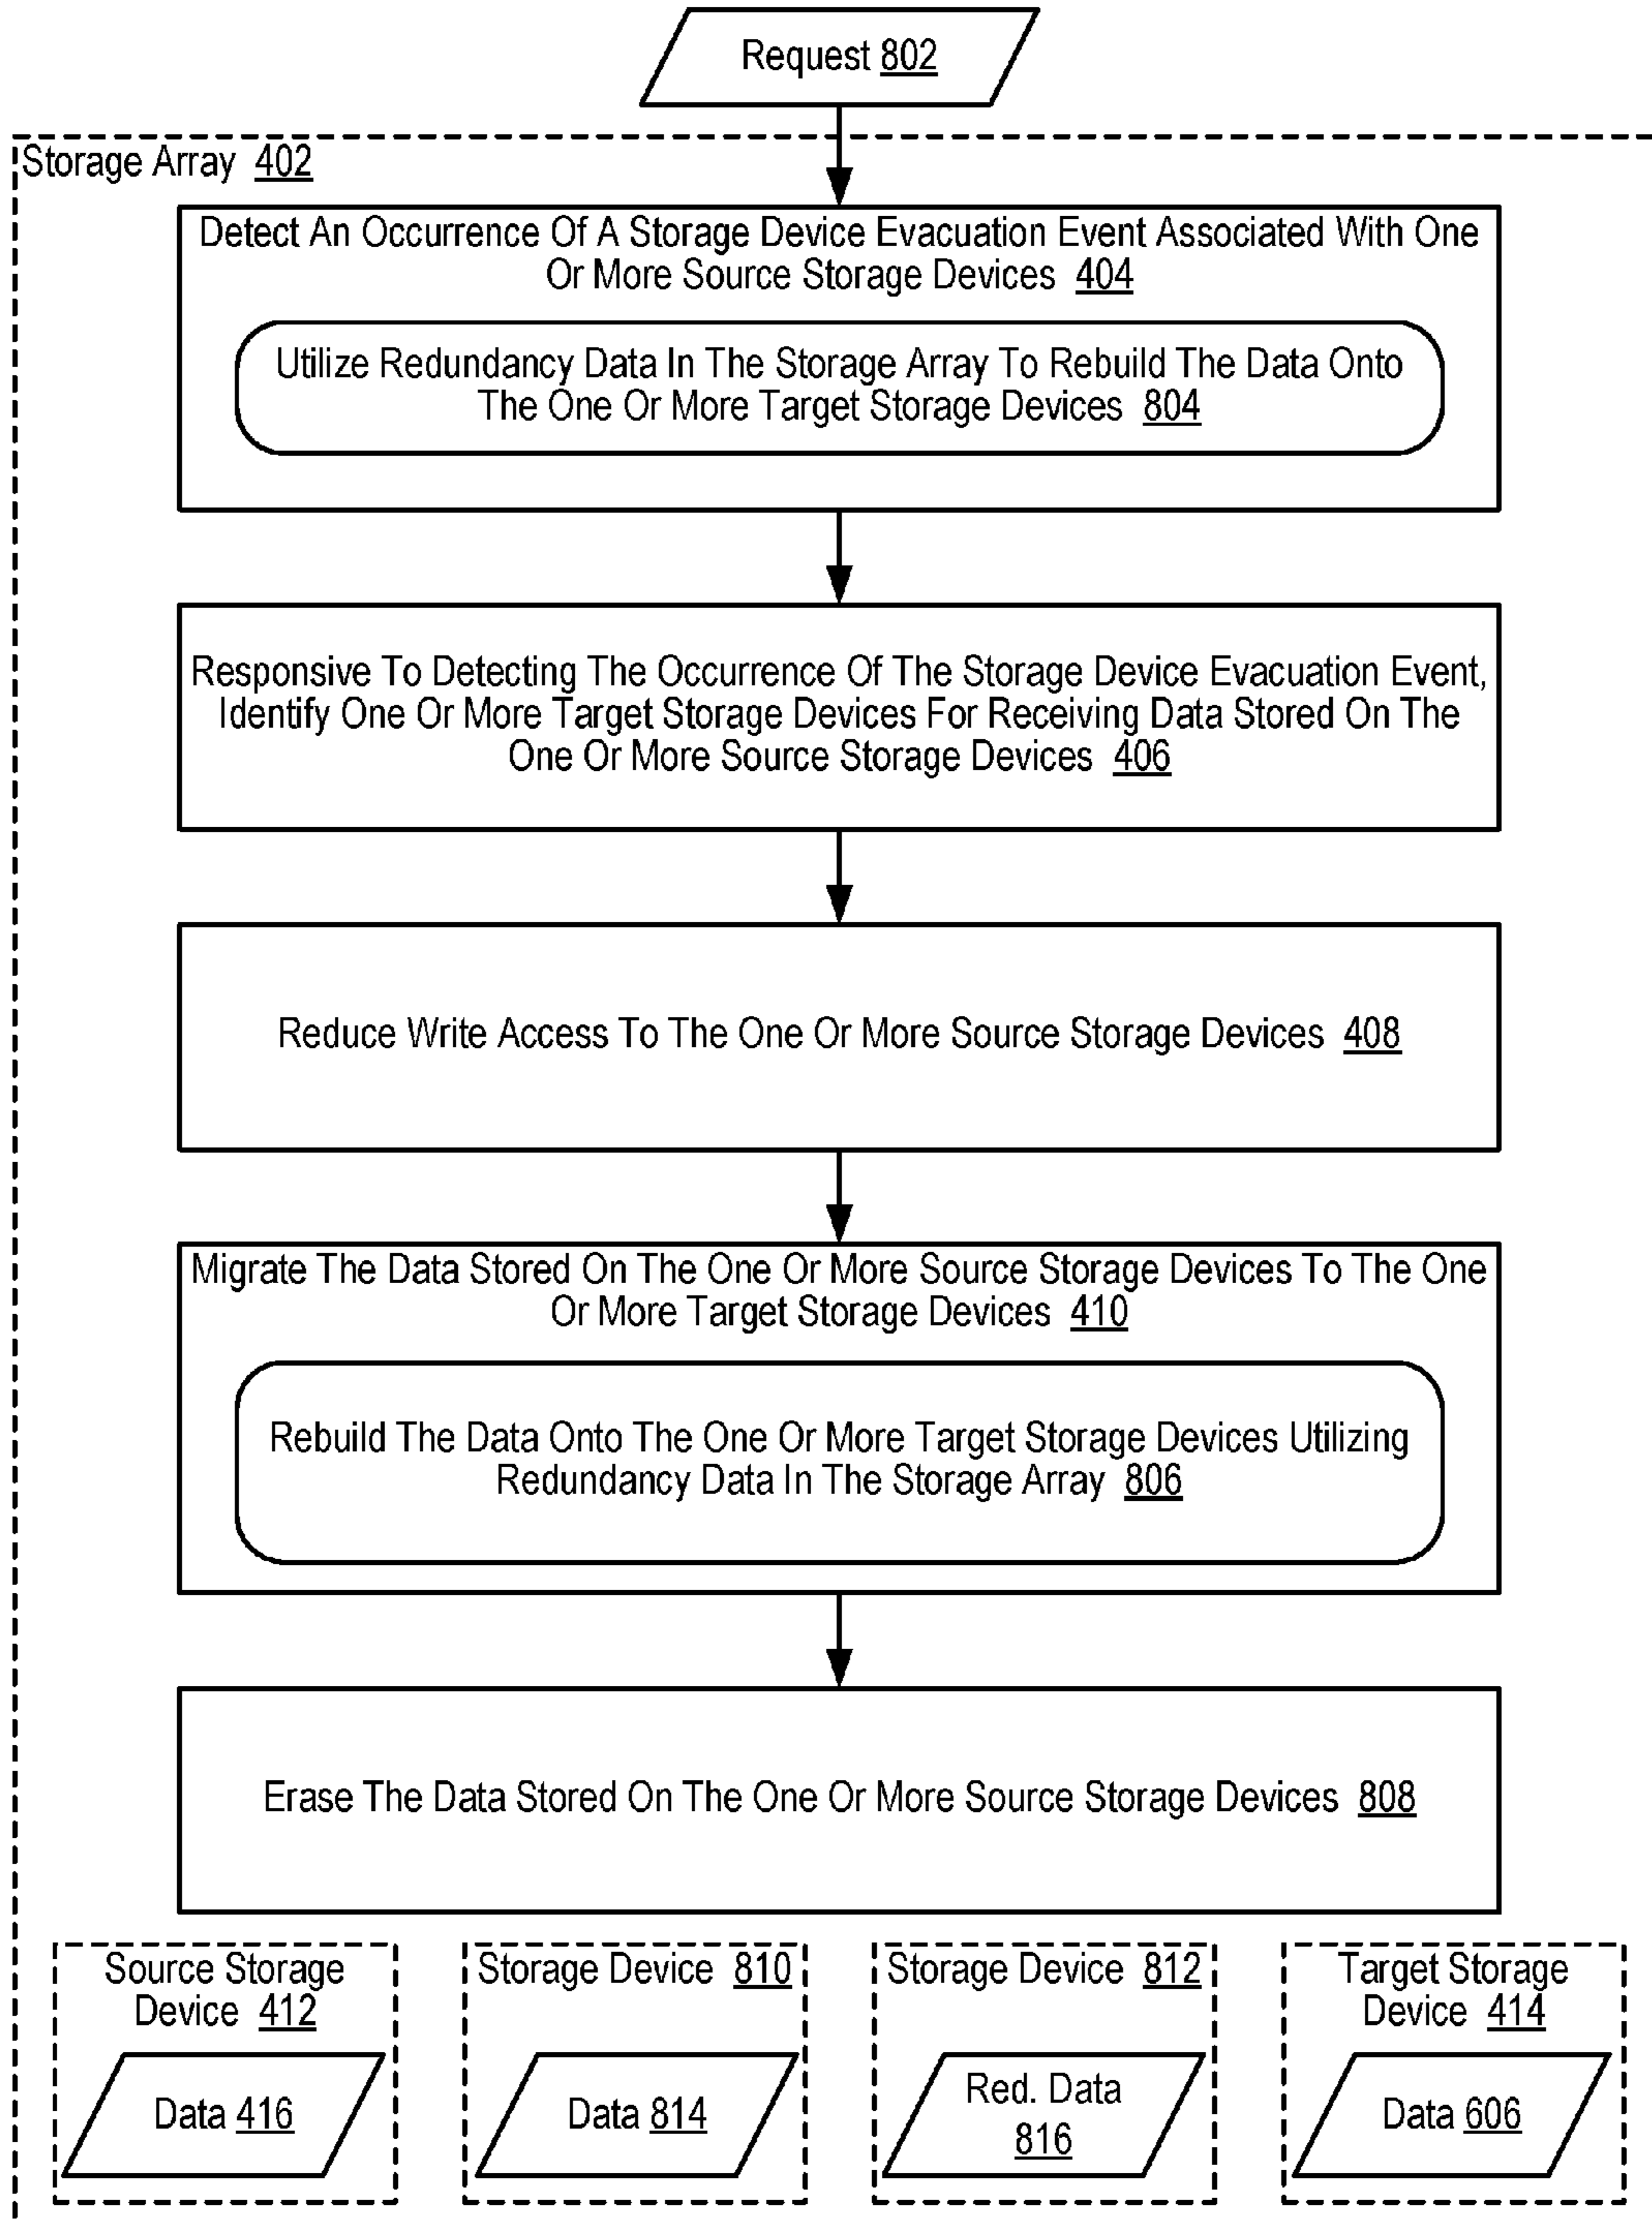 Request 802
Storage Array 402
Detect An Occurrence Of A Storage Device Evacuation Event Associated With One
Or More Source Storage Devices 404
Utilize Redundancy Data In The Storage Array To Rebuild The Data Onto
The One Or More Target Storage Devices 804
Responsive To Detecting The Occurrence Of The Storage Device Evacuation Event,
Identify One Or More Target Storage Devices For Receiving Data Stored On The
One Or More Source Storage Devices 406
Reduce Write Access To The One Or More Source Storage Devices 408
Migrate The Data Stored On The One Or More Source Storage Devices To The One
Or More Target Storage Devices 410
Rebuild The Data Onto The One Or More Target Storage Devices Utilizing
Redundancy Data In The Storage Array 806
Erase The Data Stored On The One Or More Source Storage Devices 808
Source Storage
Device 412
Data 416
Storage Device 810
Data 814
Storage Device 812
Red. Data
816
Target Storage
Device 414
Data 606